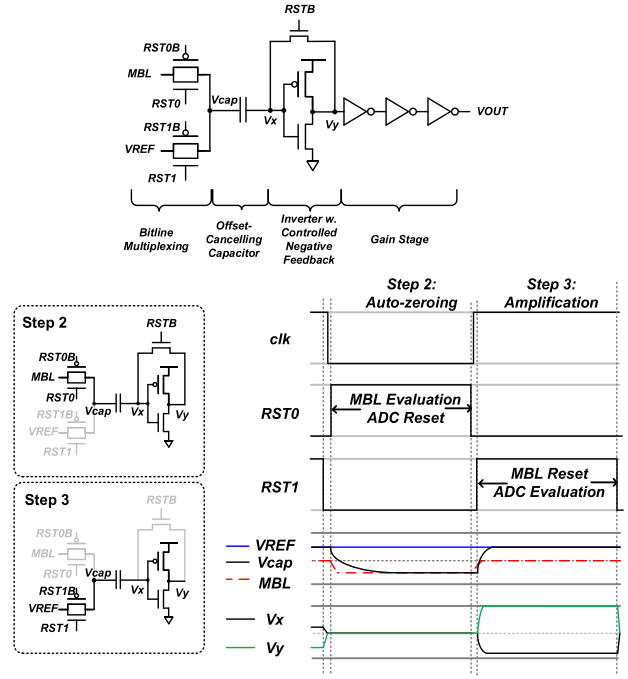 RSTB
RST0B
MBL
RST0
Vcap
RST1B
VREF
RST1
Vx
Vy
VOUT
Bitline
Multiplexing
Offset-
Cancelling
Capacitor
Inverter w.
Controlled
Negative
Feedback
Gain Stage
Step 2
RSTB
RST0B
MBL
RST0
RST1B
Vcap
VREF
RST1
Vx
Vy
Step 3
RSTB
RST0B
MBL
RST0
RST1B
Vcap
VREF
RST1
Vx
Vy
Step 2:
Auto-zeroing
Step 3:
Amplification
clk
RST0
MBL Evaluation
ADC Reset
RST1
MBL Reset
ADC Evaluation
VREF
Vcap
MBL
Vx
Vy